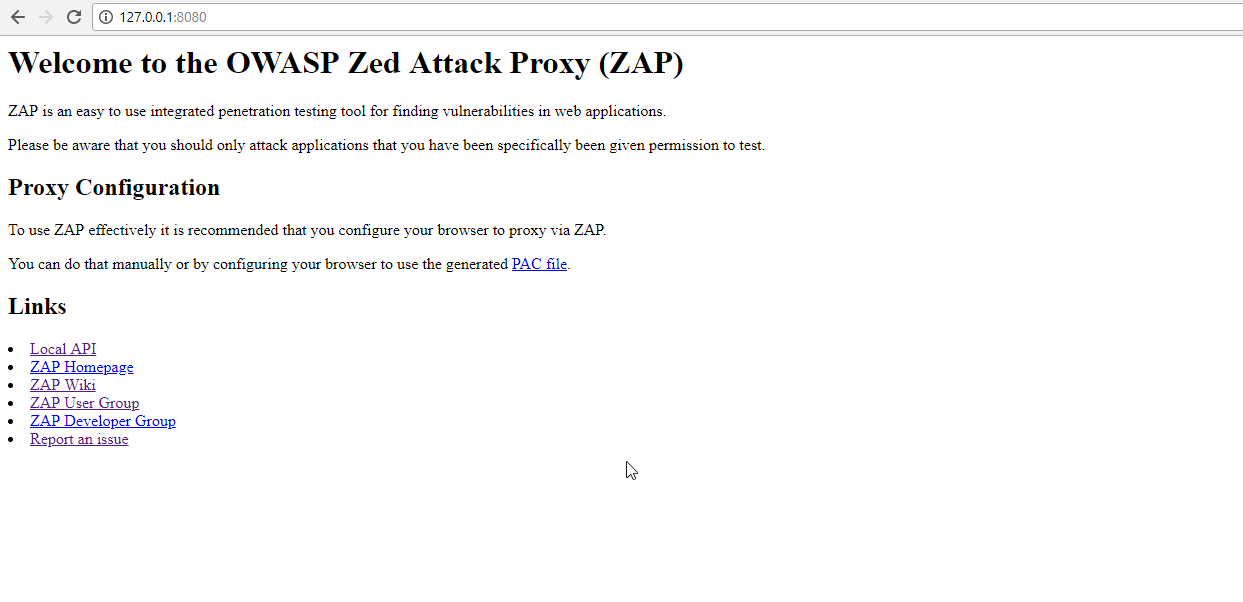 127.0.0.1:8080
Welcome to the OWASP Zed Attack Proxy (ZAP)
ZAP is an easy to use integrated penetration testing tool for finding vulnerabilities in web applications.
Please be aware that you should only attack applications that you have been specifically been given permission to test.
Proxy Configuration
To use ZAP effectively it is recommended that you configure your browser to proxy via ZAP.
You can do that manually or by configuring your browser to use the generated PAC file.
Links
Local API
ZAP Homepage
ZAP Wiki
ZAP User Group
ZAP Developer Group
Report an issue